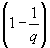 (1 - 1/q)